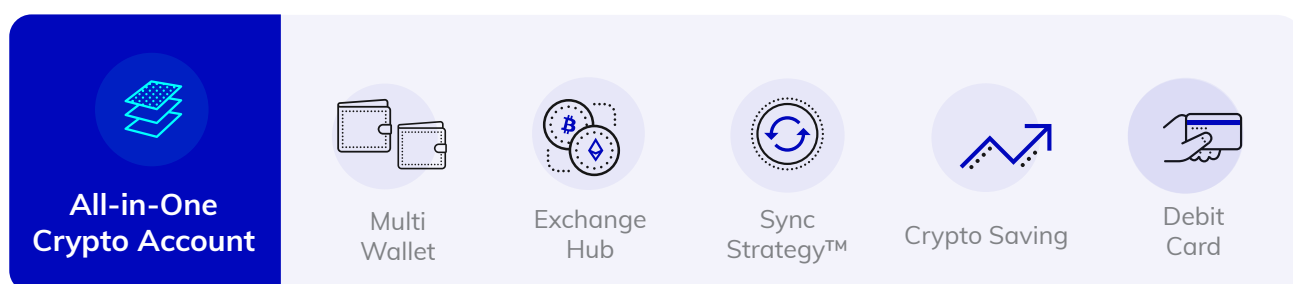 All-in-One
Crypto Account
Multi
Wallet
Exchange
Hub
Sync
Strategy™
Crypto Saving
Debit
Card